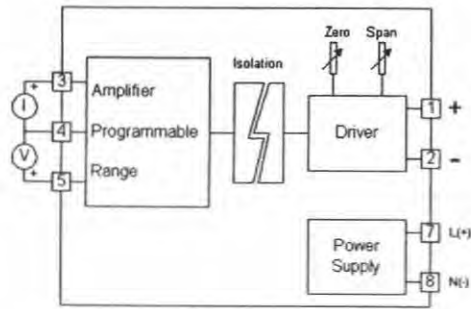 Zero Span
Isolation
3
1 +
Amplifier
I
4 Programmable
Driver
V
2 -
5 Range
7 L(+)
Power
Supply
8 N(-)
+
+